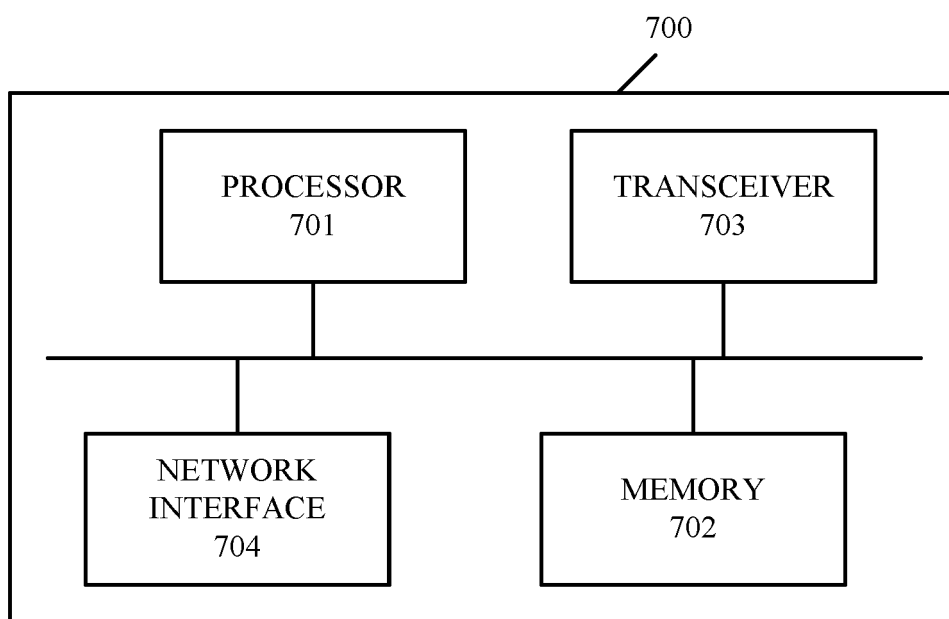 700
PROCESSOR
701
TRANSCEIVER
703
NETWORK
INTERFACE
704
MEMORY
702